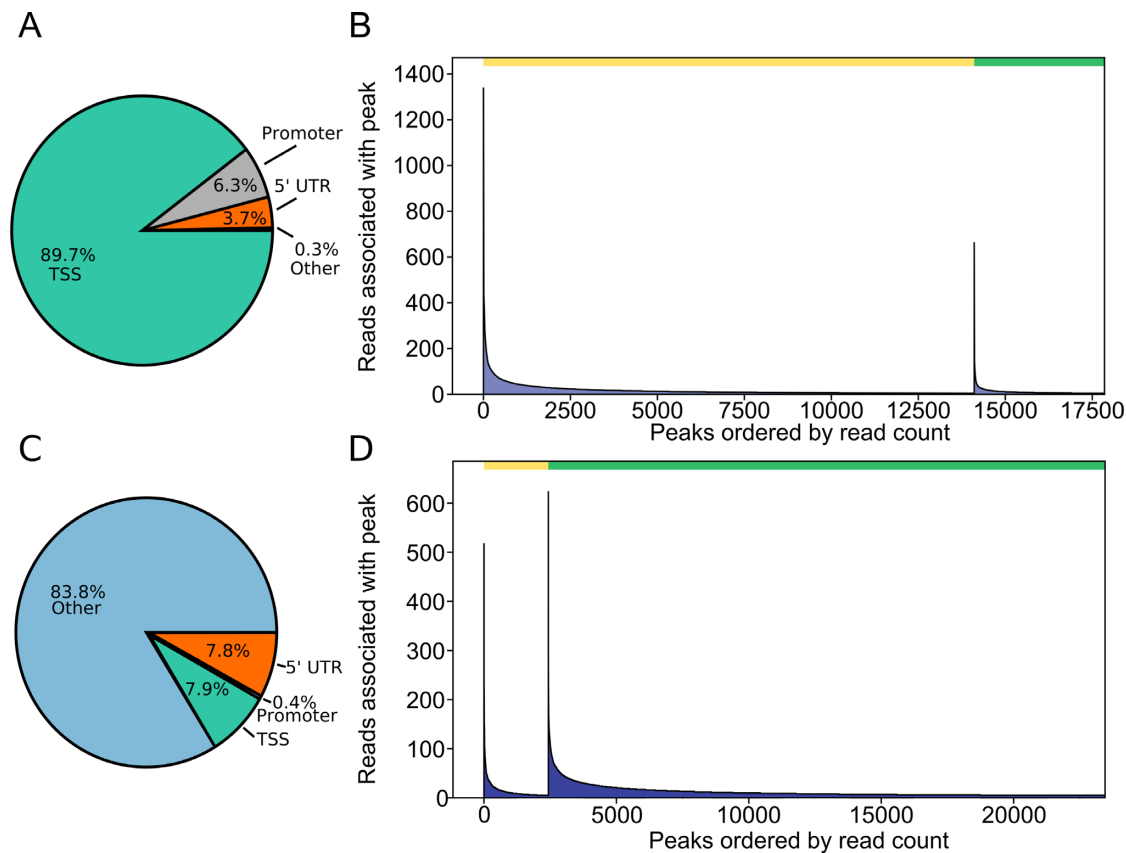 A
Promoter
6.3%
5' UTR
3.7%
0.3%
Other
89.7%
TSS
B
Reads associated with peak
1400
1200
1000
800
600
400
200
0
0 2500 5000 7500 10000 12500 15000 17500
Peaks ordered by read count
C
83.8%
Other
7.8%
5' UTR
7.9%
0.4%
Promoter
TSS
D
Reads associated with peak
600
500
400
300
200
100
0
0 5000 10000 15000 20000
Peaks ordered by read count